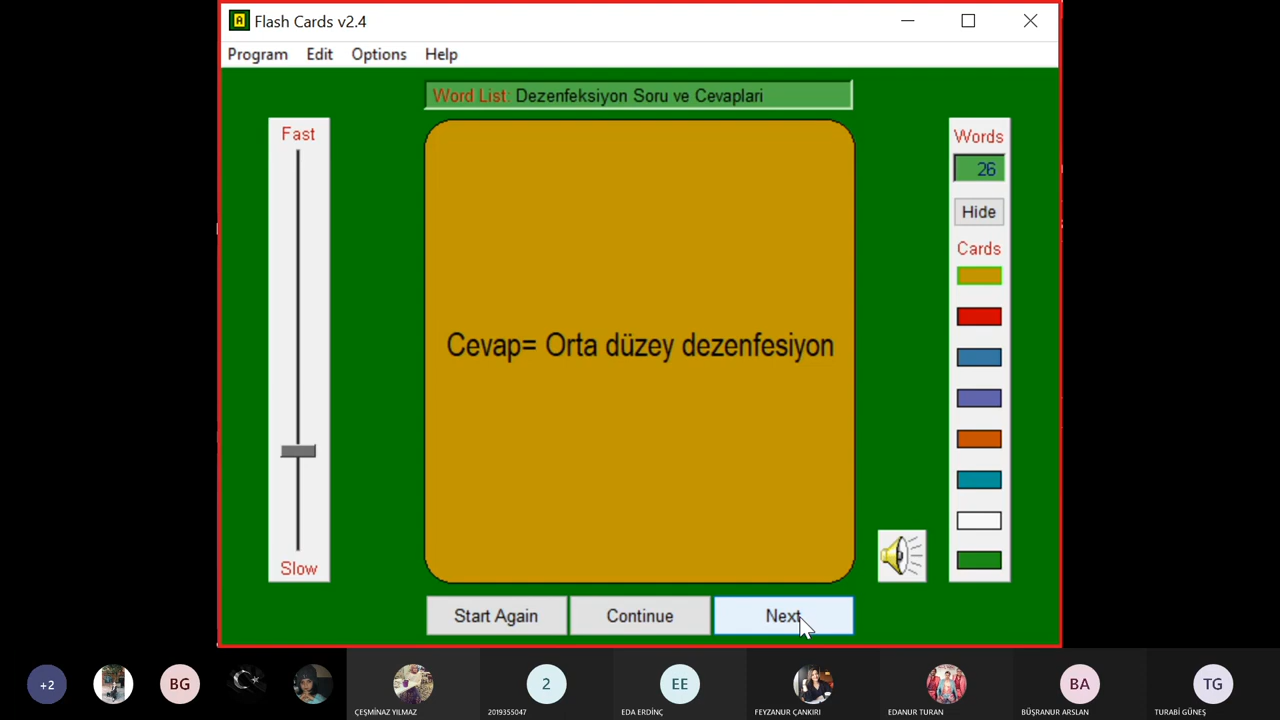 A
Flash Cards v2.4
Program Edit Options Help
Word List: Dezenfeksiyon Soru ve Cevaplari
Fast
Slow
Cevap= Orta düzey dezenfesiyon
Words
26
Hide
Cards
Start Again Continue Next
+2 BG 2 EE BA TG
ÇEŞMİNAZ YILMAZ 2019355047 EDA ERDİNÇ FEYZANUR ÇANKIRI EDANUR TURAN BÜŞRANUR ARSLAN TURABİ GÜNEŞ